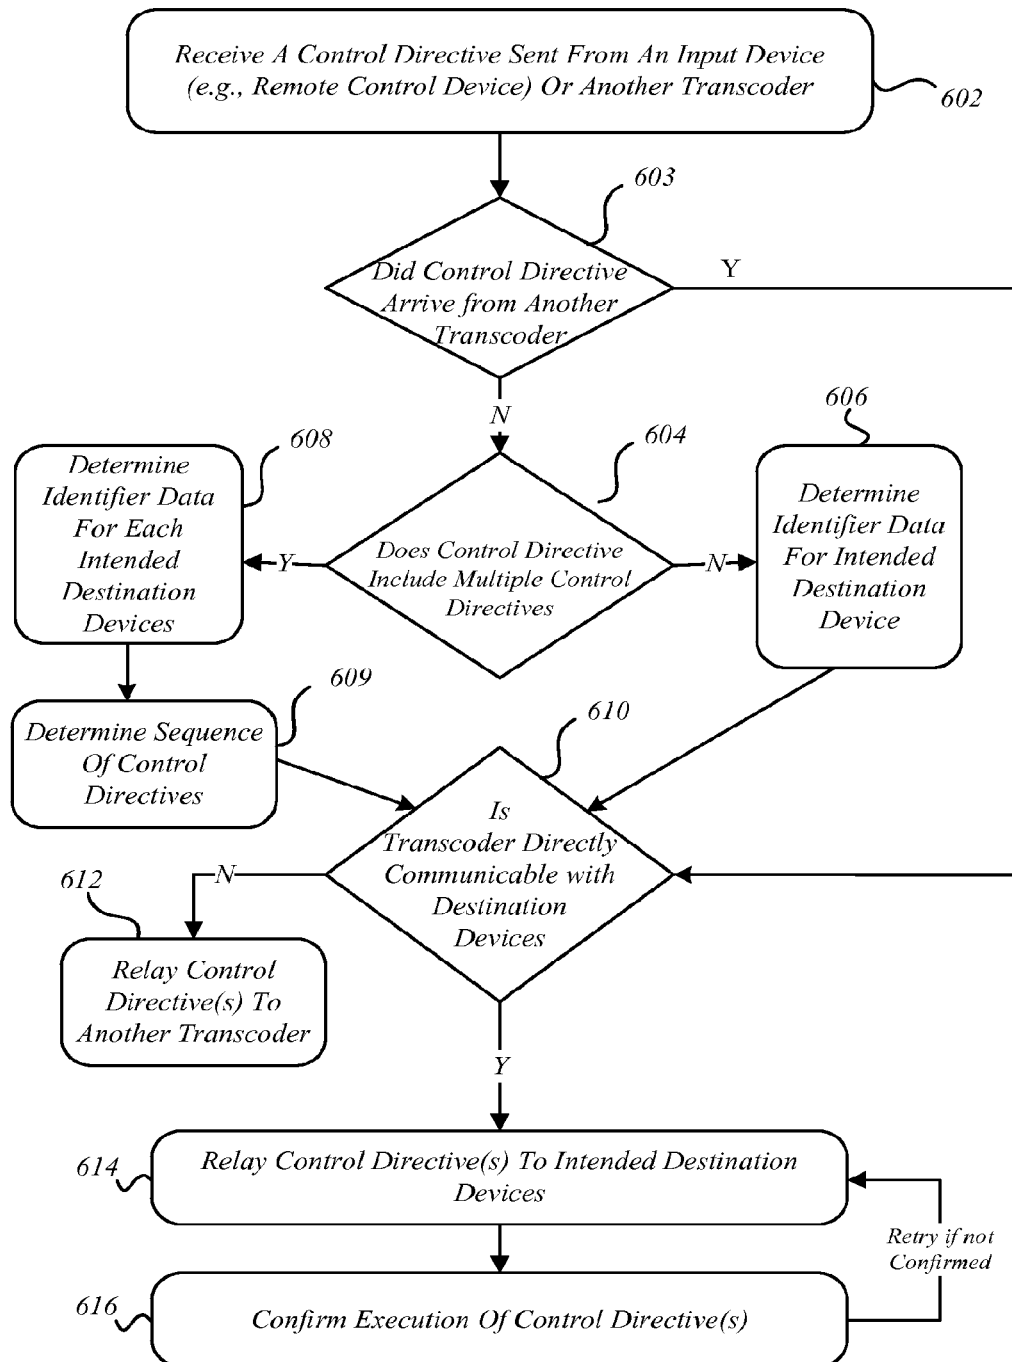 Receive A Control Directive Sent From An Input Device
(e.g., Remote Control Device) Or Another Transcoder
602
603
Did Control Directive
Arrive from Another
Transcoder
Y
N
606
608
604
Determine
Identifier Data
For Each
Intended
Destination
Devices
Y
Does Control Directive
Include Multiple Control
Directives
N
Determine
Identifier Data
For Intended
Destination
Device
609
Determine Sequence
Of Control
Directives
610
Is
Transcoder Directly
Communicable with
Destination
Devices
N
612
Relay Control
Directive(s) To
Another Transcoder
Y
614
Relay Control Directive(s) To Intended Destination
Devices
Retry if not
Confirmed
616
Confirm Execution Of Control Directive(s)